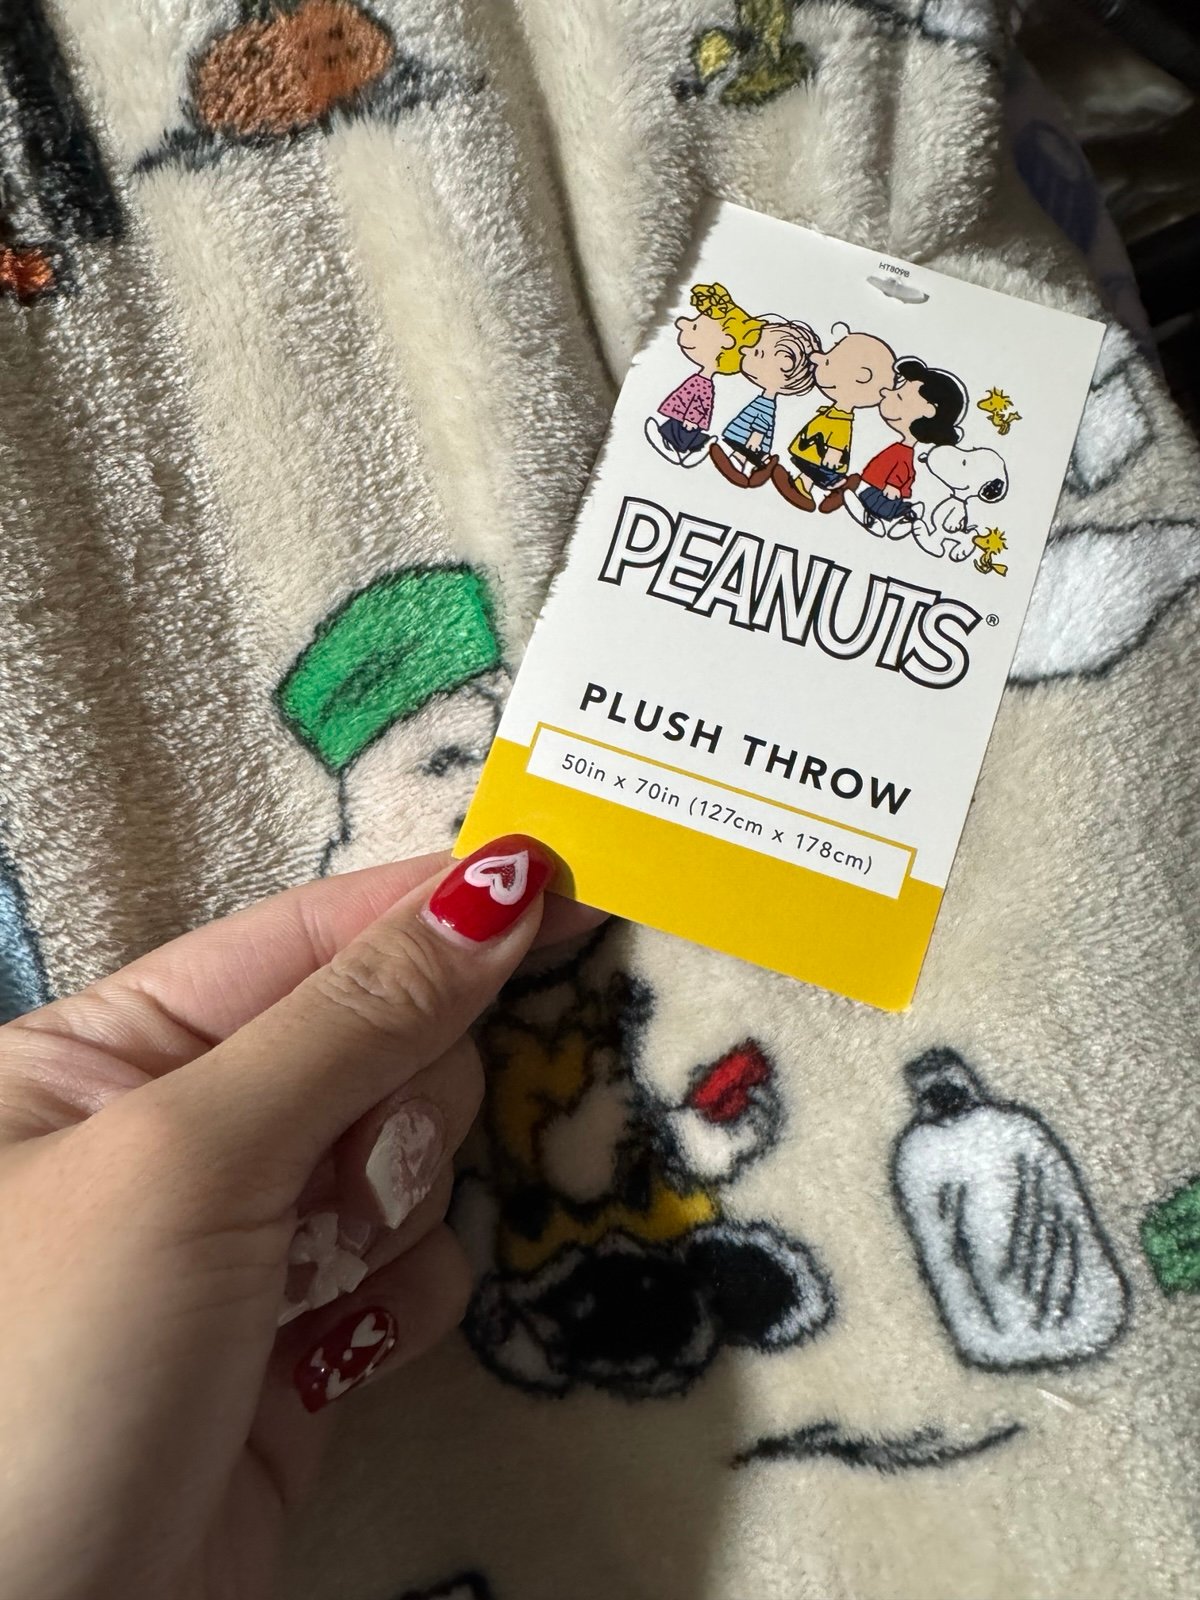 HT8098
PEANUTS®
PLUSH THROW
50in x 70in (127cm x 178cm)